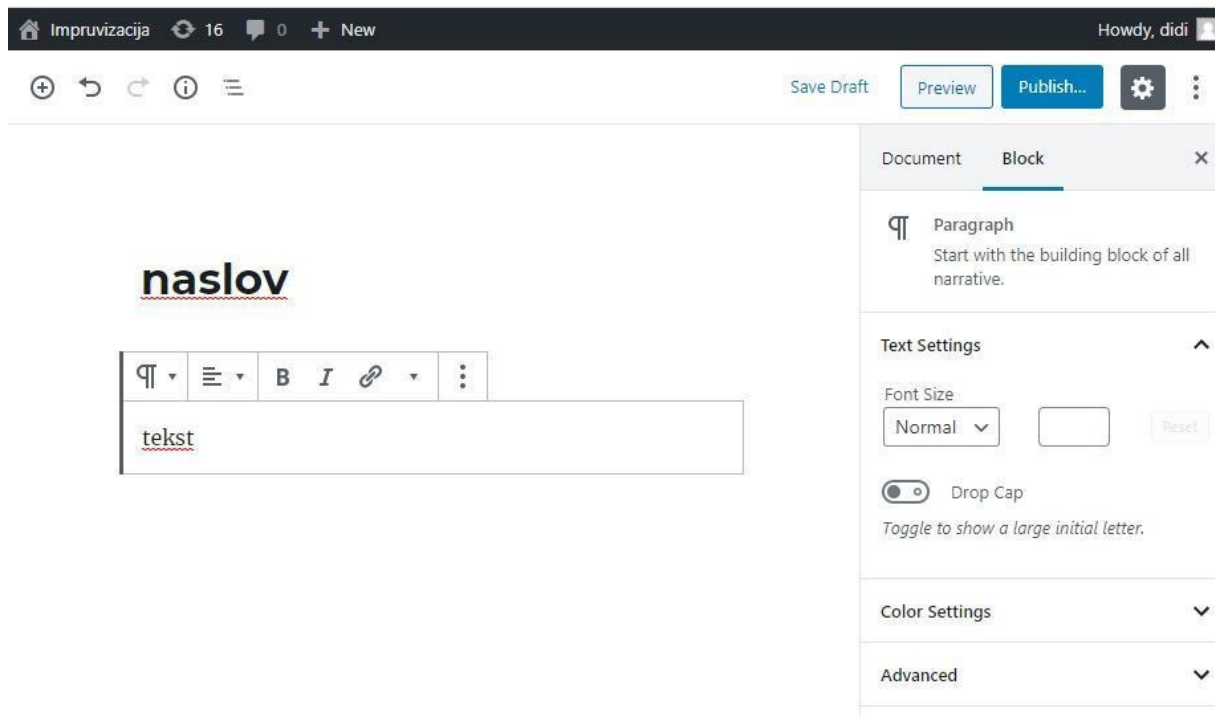 Impruvizacija 16 0 New Howdy, didi
Save Draft Preview Publish...
Document Block
Paragraph
Start with the building block of all
narrative.
naslov
Text Settings
Font Size
B I
Normal Reset
tekst
Drop Cap
Toggle to show a large initial letter.
Color Settings
Advanced